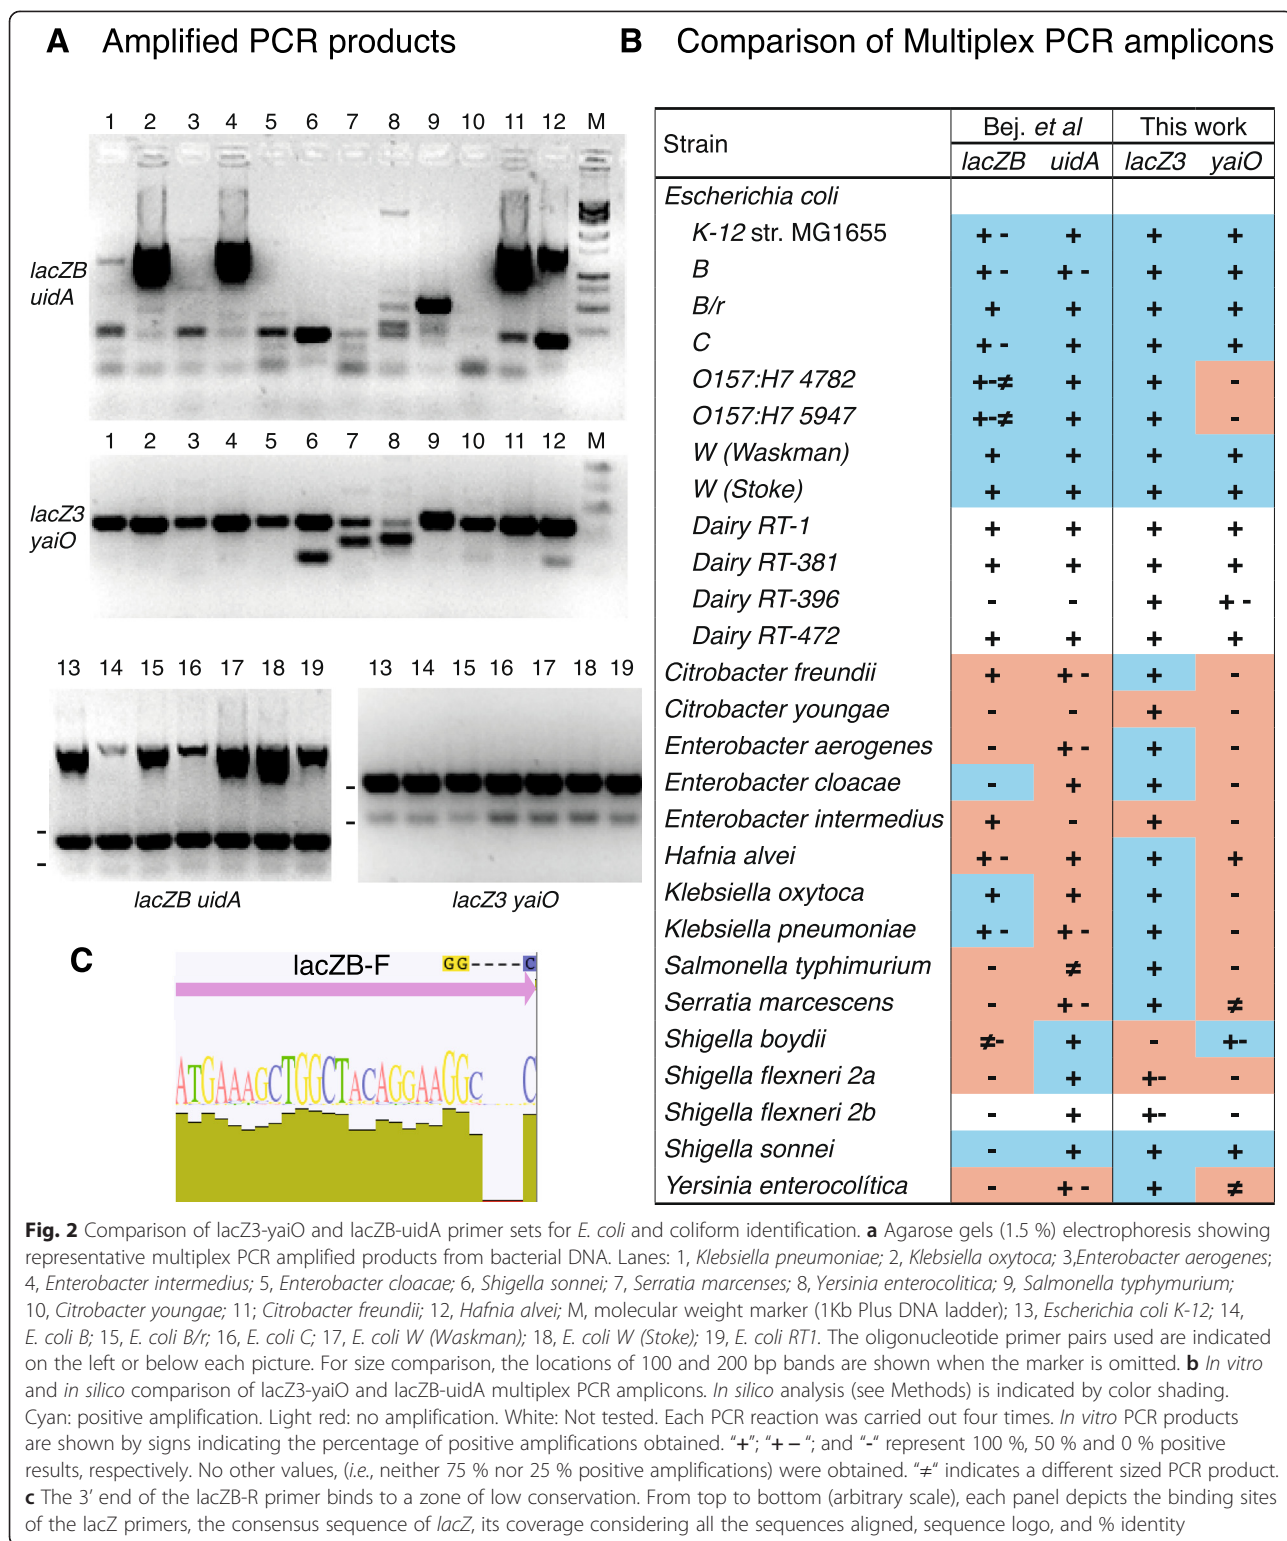 A Amplified PCR products
1 2 3 4 5 6 7 8 9 10 11 12 M
lacZB
uidA
1 2 3 4 5 6 7 8 9 10 11 12 M
lacZ3
yaiO
13 14 15 16 17 18 19
13 14 15 16 17 18 19
- -
- -
lacZB uidA
lacZ3 yaiO
C
lacZB-F GG----C
ATGAAAGCTGGCTACAGGAAGGC C
B Comparison of Multiplex PCR amplicons
Strain Bej. et al This work
lacZB uidA lacZ3 yaiO
Escherichia coli
K-12 str. MG1655 + - + + +
B + - + - + +
B/r + + + +
C + - + + +
O157:H7 4782 +-≠ + + -
O157:H7 5947 +-≠ + + -
W (Waskman) + + + +
W (Stoke) + + + +
Dairy RT-1 + + + +
Dairy RT-381 + + + +
Dairy RT-396 - - + + -
Dairy RT-472 + + + +
Citrobacter freundii + + - + -
Citrobacter youngae - - + -
Enterobacter aerogenes - + - + -
Enterobacter cloacae - + + -
Enterobacter intermedius + - + -
Hafnia alvei + - + + +
Klebsiella oxytoca + + + -
Klebsiella pneumoniae + - + - + -
Salmonella typhimurium - ≠ + -
Serratia marcescens - + - + ≠
Shigella boydii ≠- + - +-
Shigella flexneri 2a - + +- -
Shigella flexneri 2b - + +- -
Shigella sonnei - + + +
Yersinia enterocolítica - + - + ≠
Fig. 2 Comparison of lacZ3-yaiO and lacZB-uidA primer sets for E. coli and coliform identification. a Agarose gels (1.5 %) electrophoresis showing
representative multiplex PCR amplified products from bacterial DNA. Lanes: 1, Klebsiella pneumoniae; 2, Klebsiella oxytoca; 3,Enterobacter aerogenes;
4, Enterobacter intermedius; 5, Enterobacter cloacae; 6, Shigella sonnei; 7, Serratia marcenses; 8, Yersinia enterocolitica; 9, Salmonella typhymurium;
10, Citrobacter youngae; 11; Citrobacter freundii; 12, Hafnia alvei; M, molecular weight marker (1Kb Plus DNA ladder); 13, Escherichia coli K-12; 14,
E. coli B; 15, E. coli B/r; 16, E. coli C; 17, E. coli W (Waskman); 18, E. coli W (Stoke); 19, E. coli RT1. The oligonucleotide primer pairs used are indicated
on the left or below each picture. For size comparison, the locations of 100 and 200 bp bands are shown when the marker is omitted. b In vitro
and in silico comparison of lacZ3-yaiO and lacZB-uidA multiplex PCR amplicons. In silico analysis (see Methods) is indicated by color shading.
Cyan: positive amplification. Light red: no amplification. White: Not tested. Each PCR reaction was carried out four times. In vitro PCR products
are shown by signs indicating the percentage of positive amplifications obtained. “+”; “+ – “; and “-“ represent 100 %, 50 % and 0 % positive
results, respectively. No other values, (i.e., neither 75 % nor 25 % positive amplifications) were obtained. “≠“ indicates a different sized PCR product.
c The 3’ end of the lacZB-R primer binds to a zone of low conservation. From top to bottom (arbitrary scale), each panel depicts the binding sites
of the lacZ primers, the consensus sequence of lacZ, its coverage considering all the sequences aligned, sequence logo, and % identity